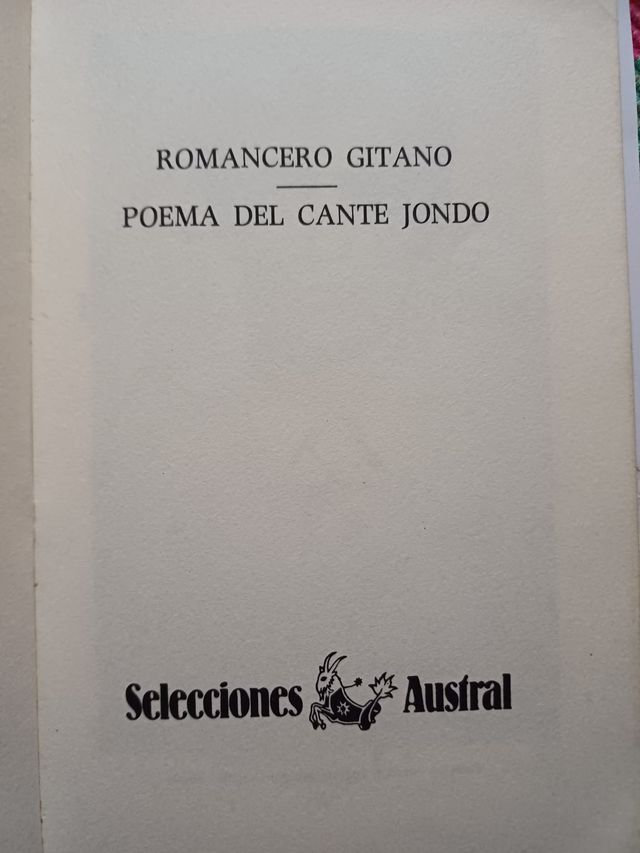 ROMANCERO GITANO
POEMA DEL CANTE JONDO
Selecciones Austral